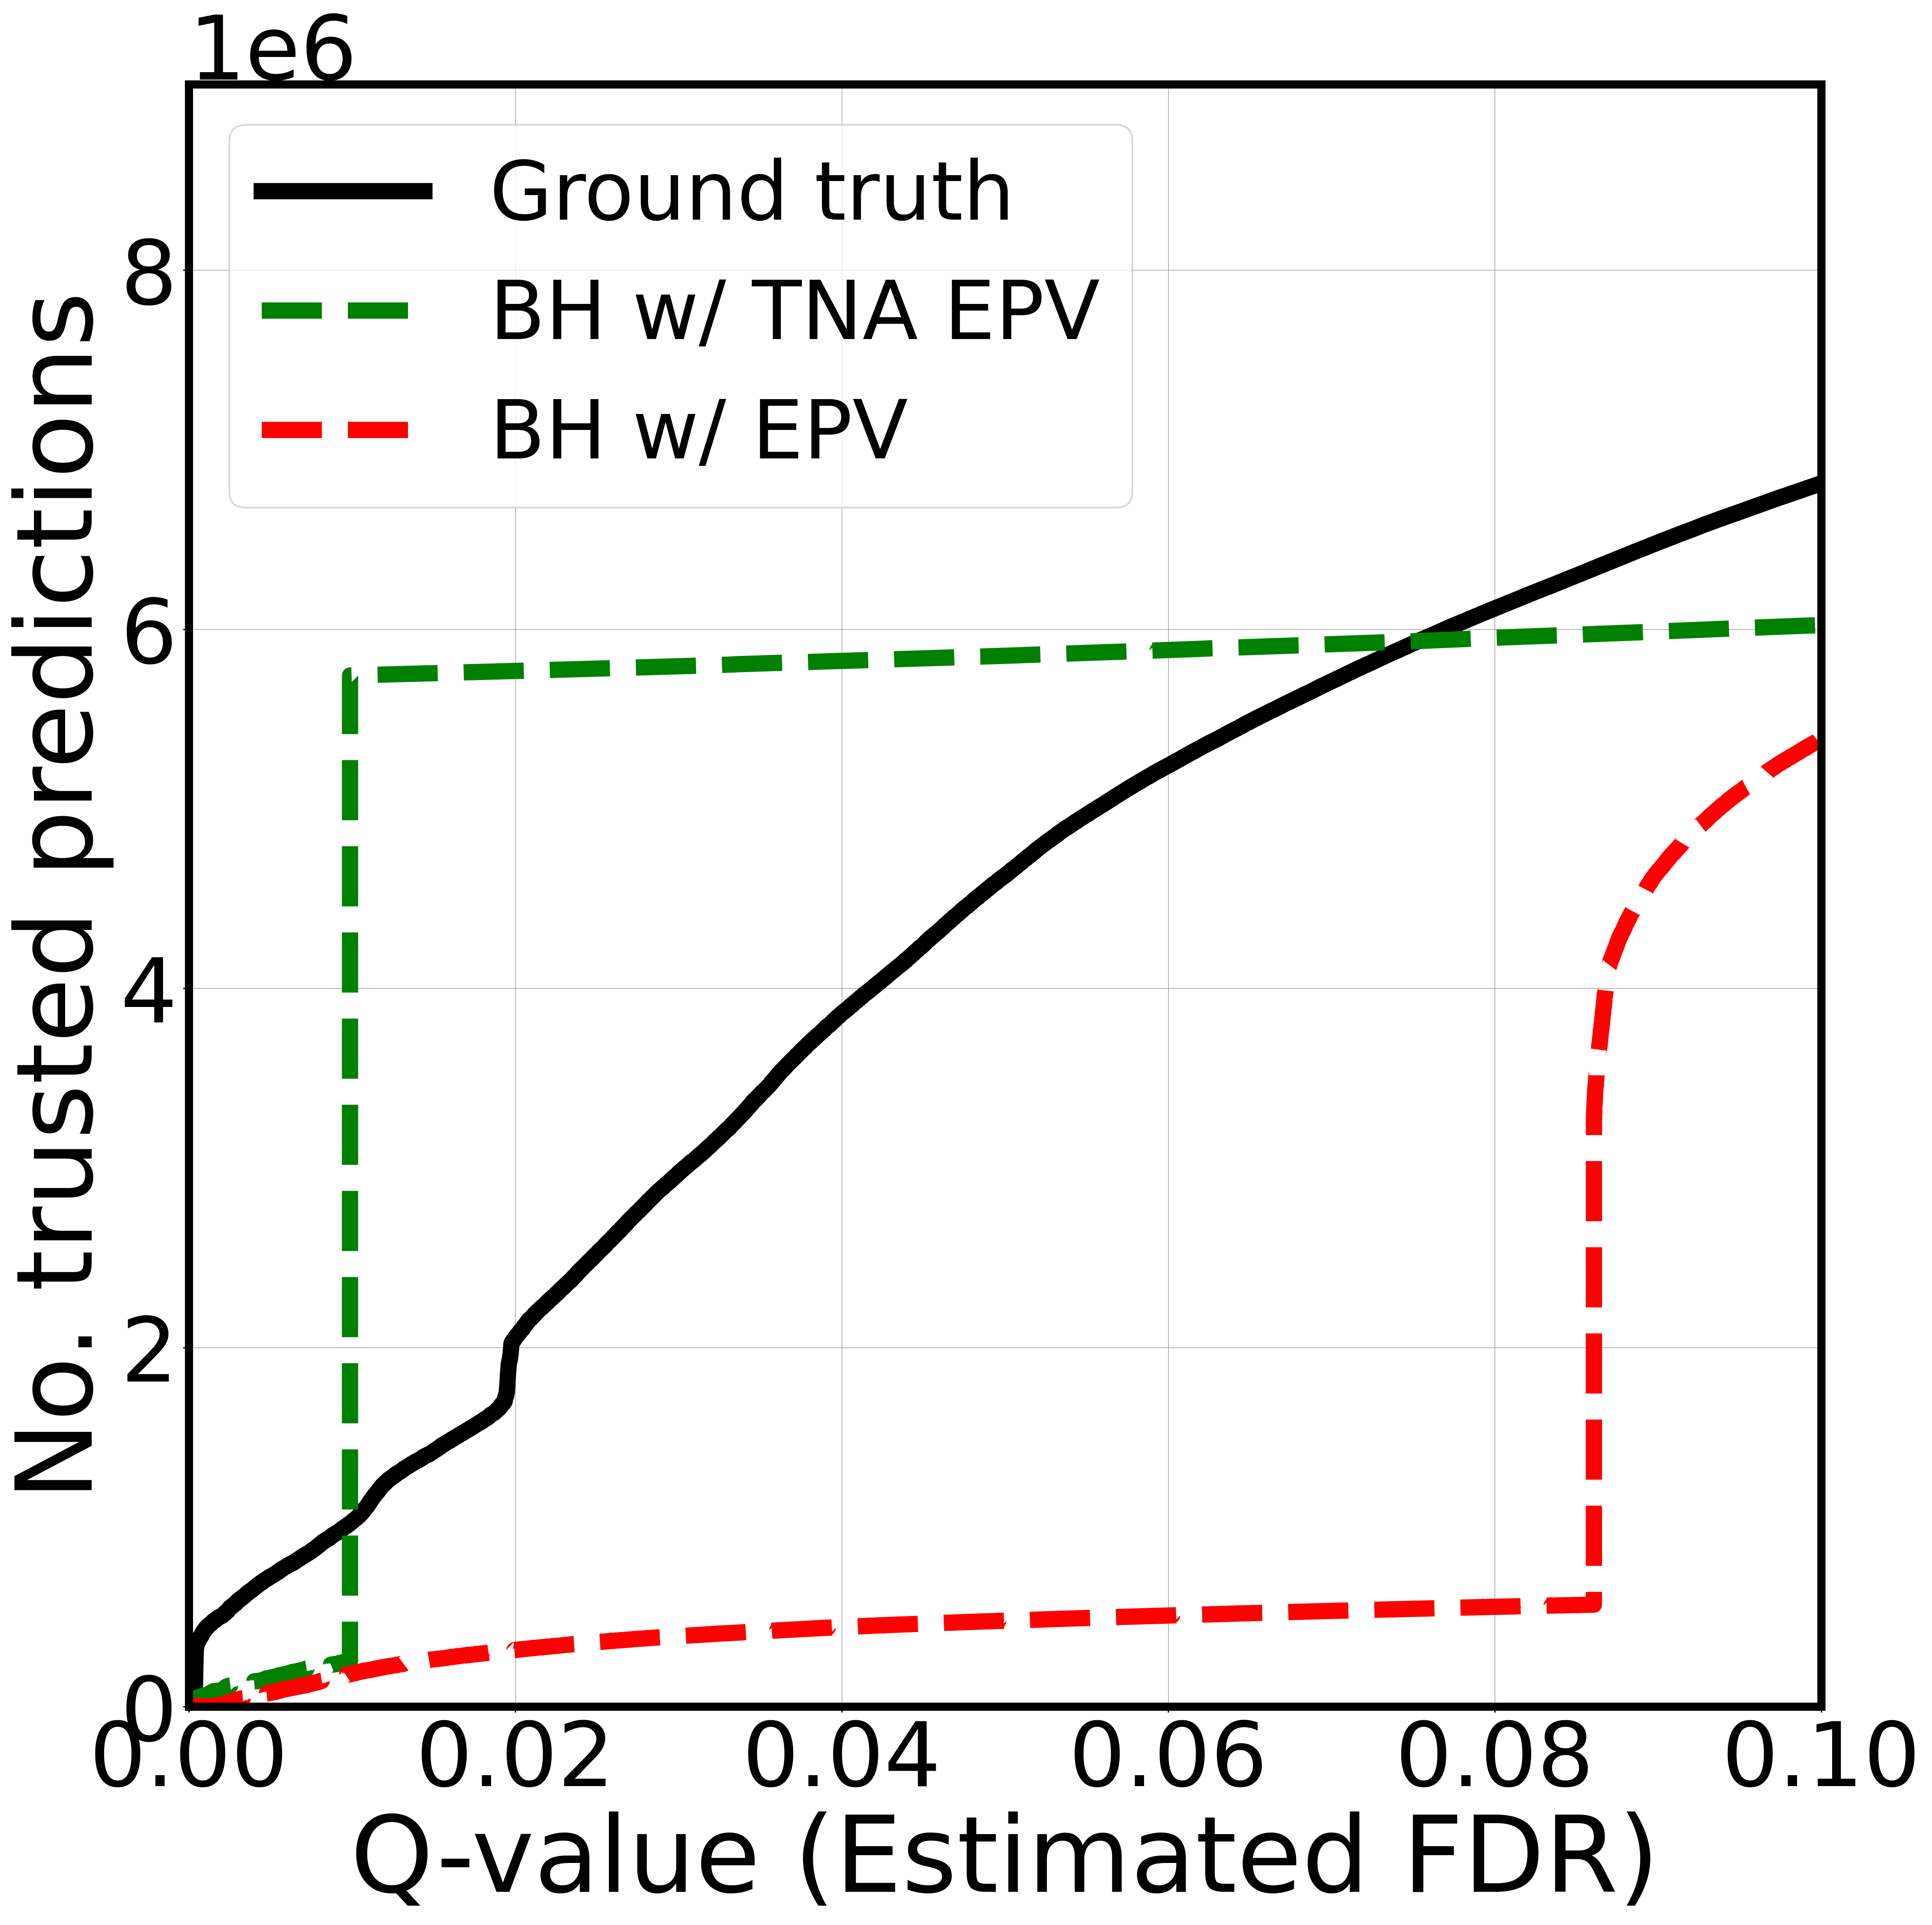 1e6
Ground truth
BH w/ TNA EPV
BH w/ EPV
No. trusted predictions
8
6
4
2
0
0.00 0.02 0.04 0.06 0.08 0.10
Q-value (Estimated FDR)